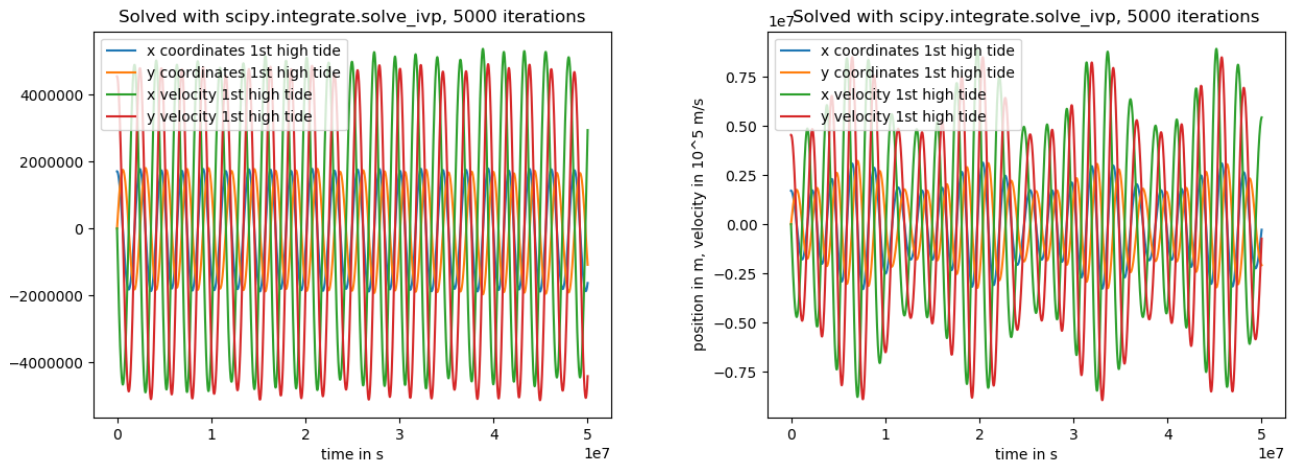 Solved with scipy.integrate.solve_ivp, 5000 iterations
x coordinates 1st high tide
y coordinates 1st high tide
x velocity 1st high tide
y velocity 1st high tide
4000000
2000000
0
−2000000
−4000000
0
1
2
3
4
5
1e7
time in s
1e7
Solved with scipy.integrate.solve_ivp, 5000 iterations
x coordinates 1st high tide
y coordinates 1st high tide
x velocity 1st high tide
y velocity 1st high tide
position in m, velocity in 10^5 m/s
0.75
0.50
0.25
0.00
−0.25
−0.50
−0.75
0
1
2
3
4
5
1e7
time in s